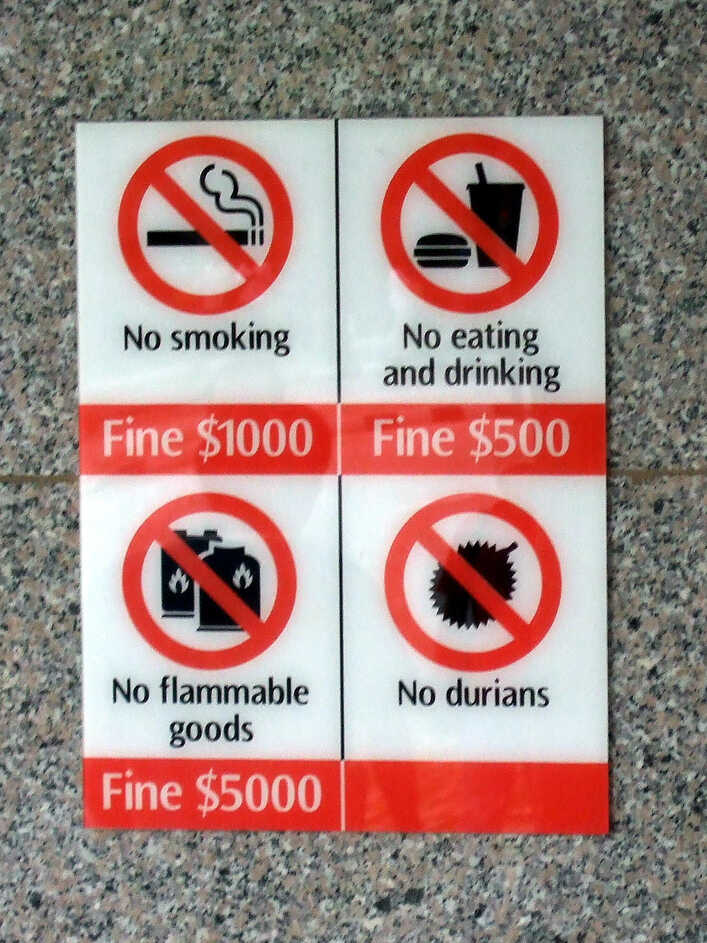 No smoking
Fine $1000
No eating
and drinking
Fine $500
No flammable
goods
Fine $5000
No durians